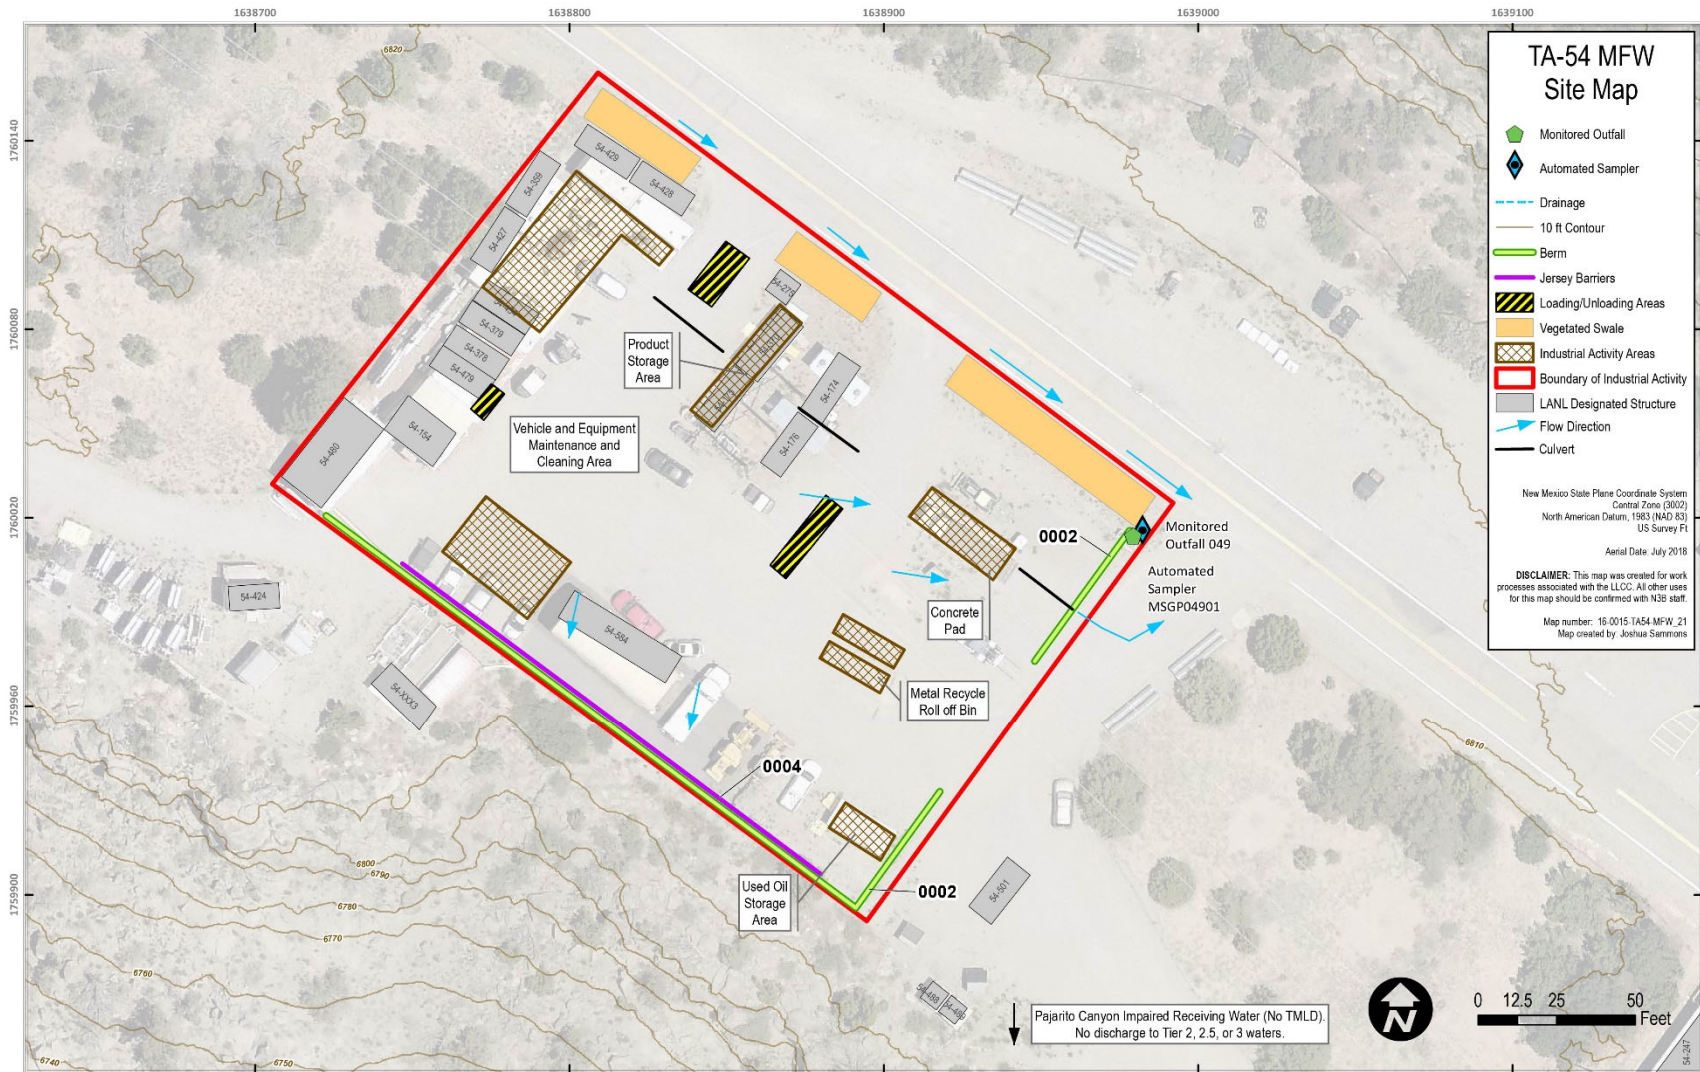 1638700
1638800
1638900
1639000
1639100
1760140
1760080
1760020
1759960
1759900
6820
54-429
54-428
54-359
54-427
54-379
54-378
54-479
54-154
54-480
54-275
54-174
54-176
Product
Storage
Area
Vehicle and Equipment
Maintenance and
Cleaning Area
0002
Monitored
Outfall 049
Automated
Sampler
MSGP04901
Concrete
Pad
Metal Recycle
Roll off Bin
54-424
54-584
54-XXX3
0004
0002
Used Oil
Storage
Area
54-501
54-488
6810
6800
6790
6780
6770
6760
6750
6740
54-247
TA-54 MFW
Site Map
Monitored Outfall
Automated Sampler
Drainage
10 ft Contour
Berm
Jersey Barriers
Loading/Unloading Areas
Vegetated Swale
Industrial Activity Areas
Boundary of Industrial Activity
LANL Designated Structure
Flow Direction
Culvert
New Mexico State Plane Coordinate System
Central Zone (3002)
North American Datum, 1983 (NAD 83)
US Survey Ft
Aerial Date: July 2018
DISCLAIMER: This map was created for work
processes associated with the LLCC. All other uses
for this map should be confirmed with N3B staff.
Map number: 16-0015-TA54-MFW_21
Map created by: Joshua Sammons
Pajarito Canyon Impaired Receiving Water (No TMLD).
No discharge to Tier 2, 2.5, or 3 waters.
N
0 12.5 25 50
Feet